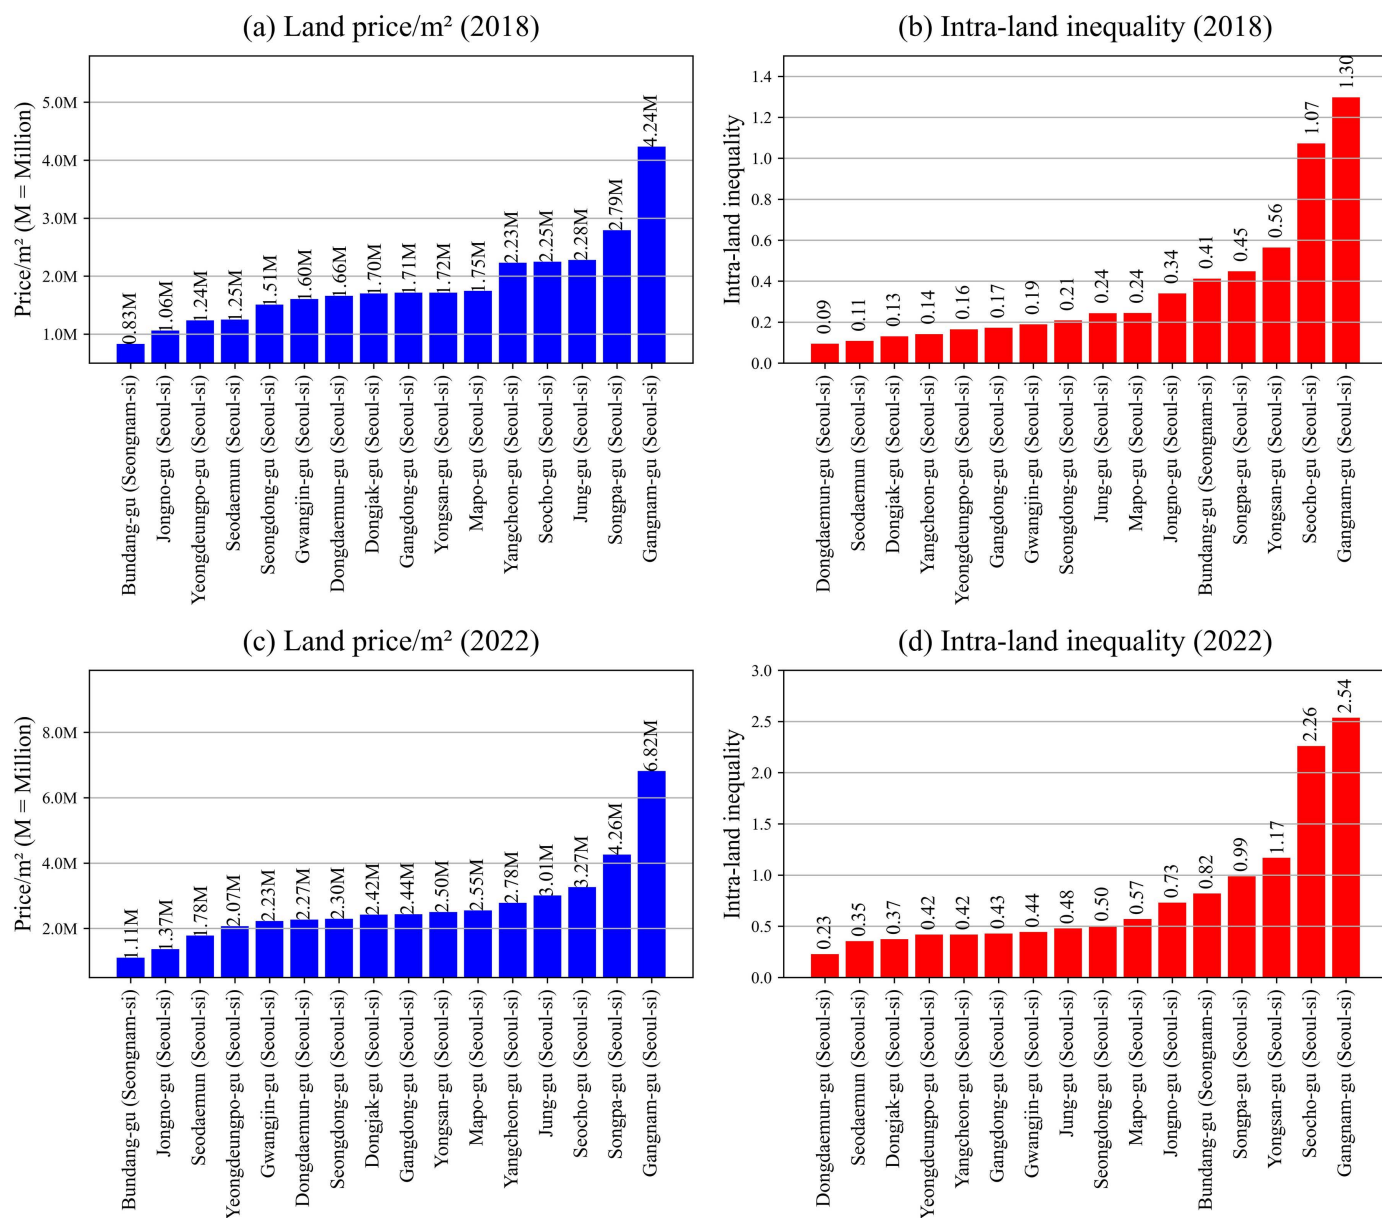 (a) Land price/m² (2018)
Price/m² (M = Million)
5.0M
4.0M
3.0M
2.0M
1.0M
0.83M
1.06M
1.24M
1.25M
1.51M
1.60M
1.66M
1.70M
1.71M
1.72M
1.75M
2.23M
2.25M
2.28M
2.79M
4.24M
Bundang-gu (Seongnam-si)
Jongno-gu (Seoul-si)
Yeongdeungpo-gu (Seoul-si)
Seodaemun (Seoul-si)
Seongdong-gu (Seoul-si)
Gwangjin-gu (Seoul-si)
Dongdaemun-gu (Seoul-si)
Dongjak-gu (Seoul-si)
Gangdong-gu (Seoul-si)
Yongsan-gu (Seoul-si)
Mapo-gu (Seoul-si)
Yangcheon-gu (Seoul-si)
Seocho-gu (Seoul-si)
Jung-gu (Seoul-si)
Songpa-gu (Seoul-si)
Gangnam-gu (Seoul-si)
(b) Intra-land inequality (2018)
Intra-land inequality
1.4
1.2
1.0
0.8
0.6
0.4
0.2
0.0
0.09
0.11
0.13
0.14
0.16
0.17
0.19
0.21
0.24
0.24
0.34
0.41
0.45
0.56
1.07
1.30
Dongdaemun-gu (Seoul-si)
Seodaemun (Seoul-si)
Dongjak-gu (Seoul-si)
Yangcheon-gu (Seoul-si)
Yeongdeungpo-gu (Seoul-si)
Gangdong-gu (Seoul-si)
Gwangjin-gu (Seoul-si)
Seongdong-gu (Seoul-si)
Jung-gu (Seoul-si)
Mapo-gu (Seoul-si)
Jongno-gu (Seoul-si)
Bundang-gu (Seongnam-si)
Songpa-gu (Seoul-si)
Yongsan-gu (Seoul-si)
Seocho-gu (Seoul-si)
Gangnam-gu (Seoul-si)
(c) Land price/m² (2022)
Price/m² (M = Million)
8.0M
6.0M
4.0M
2.0M
1.11M
1.37M
1.78M
2.07M
2.23M
2.27M
2.30M
2.42M
2.44M
2.50M
2.55M
2.78M
3.01M
3.27M
4.26M
6.82M
Bundang-gu (Seongnam-si)
Jongno-gu (Seoul-si)
Seodaemun (Seoul-si)
Yeongdeungpo-gu (Seoul-si)
Gwangjin-gu (Seoul-si)
Dongdaemun-gu (Seoul-si)
Seongdong-gu (Seoul-si)
Dongjak-gu (Seoul-si)
Gangdong-gu (Seoul-si)
Yongsan-gu (Seoul-si)
Mapo-gu (Seoul-si)
Yangcheon-gu (Seoul-si)
Jung-gu (Seoul-si)
Seocho-gu (Seoul-si)
Songpa-gu (Seoul-si)
Gangnam-gu (Seoul-si)
(d) Intra-land inequality (2022)
Intra-land inequality
3.0
2.5
2.0
1.5
1.0
0.5
0.0
0.23
0.35
0.37
0.42
0.42
0.43
0.44
0.48
0.50
0.57
0.73
0.82
0.99
1.17
2.26
2.54
Dongdaemun-gu (Seoul-si)
Seodaemun (Seoul-si)
Dongjak-gu (Seoul-si)
Yeongdeungpo-gu (Seoul-si)
Yangcheon-gu (Seoul-si)
Gangdong-gu (Seoul-si)
Gwangjin-gu (Seoul-si)
Jung-gu (Seoul-si)
Seongdong-gu (Seoul-si)
Mapo-gu (Seoul-si)
Jongno-gu (Seoul-si)
Bundang-gu (Seongnam-si)
Songpa-gu (Seoul-si)
Yongsan-gu (Seoul-si)
Seocho-gu (Seoul-si)
Gangnam-gu (Seoul-si)